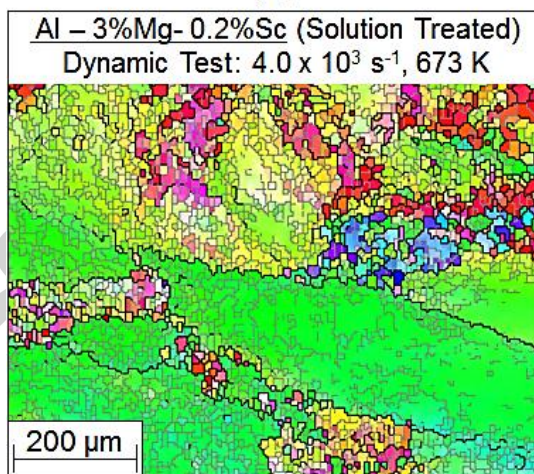 Al – 3%Mg- 0.2%Sc (Solution Treated)
Dynamic Test: 4.0 x 10³ s⁻¹, 673 K
200 μm